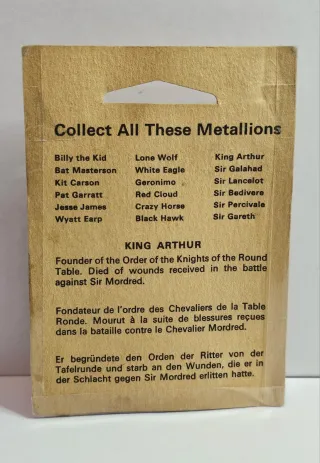 Collect All These Metallions
Billy the Kid Lone Wolf King Arthur
Bat Masterson White Eagle Sir Galahad
Kit Carson Geronimo Sir Lancelot
Pat Garratt Red Cloud Sir Bedivere
Jesse James Crazy Horse Sir Percivale
Wyatt Earp Black Hawk Sir Gareth
KING ARTHUR
Founder of the Order of the Knights of the Round
Table. Died of wounds received in the battle
against Sir Mordred.
Fondateur de l'ordre des Chevaliers de la Table
Ronde. Mourut à la suite de blessures reçues
dans la bataille contre le Chevalier Mordred.
Er begründete den Orden der Ritter von der
Tafelrunde und starb an den Wunden, die er in
der Schlacht gegen Sir Mordred erlitten hatte.